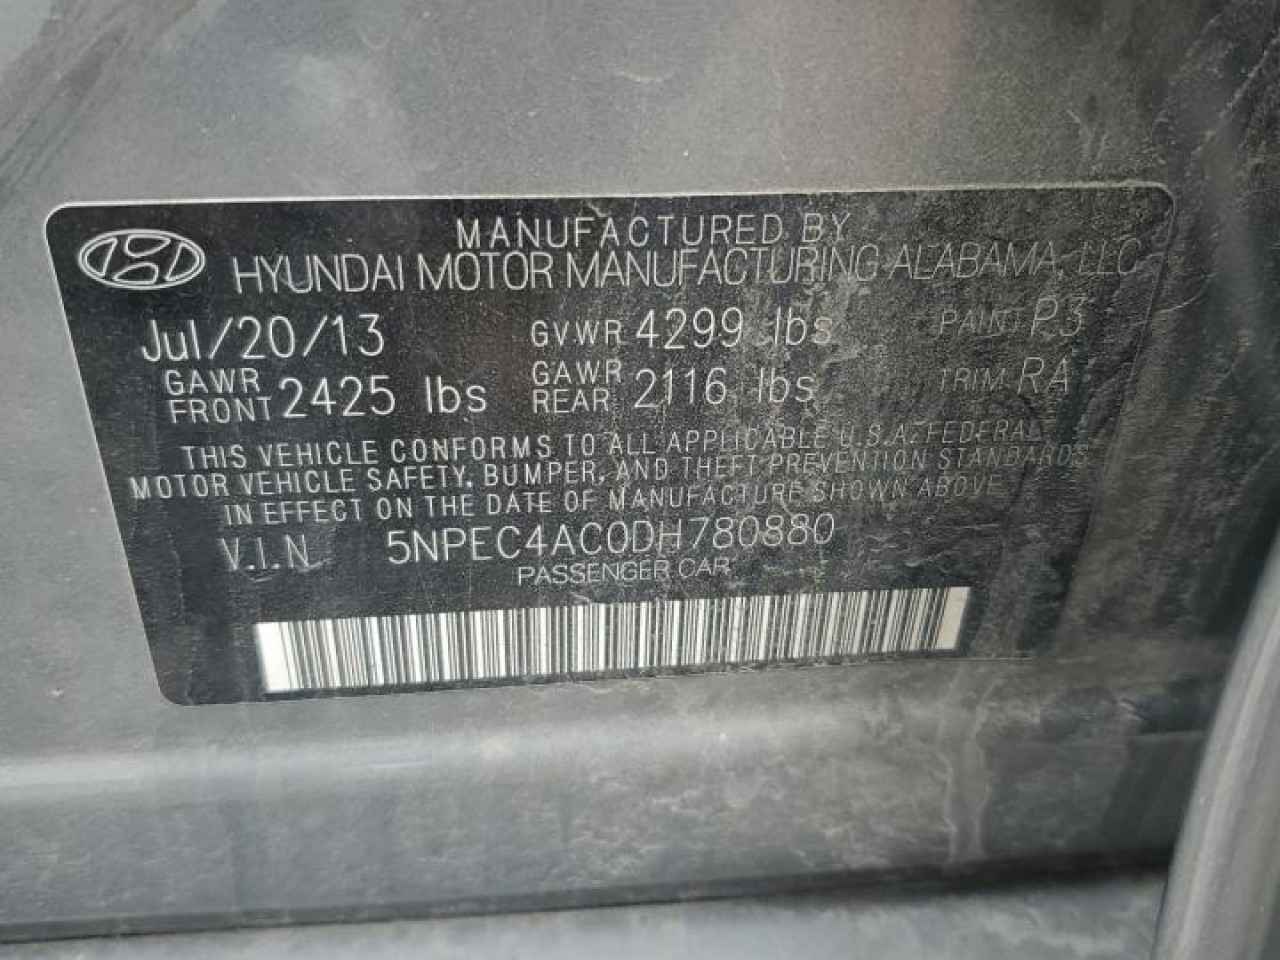 MANUFACTURED BY
HYUNDAI MOTOR MANUFACTURING ALABAMA, LLC
Jul/20/13 GVWR 4299 lbs PAINT P3
GAWR FRONT 2425 lbs GAWR REAR 2116 lbs TRIM RA
THIS VEHICLE CONFORMS TO ALL APPLICABLE U.S.A. FEDERAL
MOTOR VEHICLE SAFETY, BUMPER, AND THEFT PREVENTION STANDARDS
IN EFFECT ON THE DATE OF MANUFACTURE SHOWN ABOVE
V.I.N 5NPEC4AC0DH780880
PASSENGER CAR